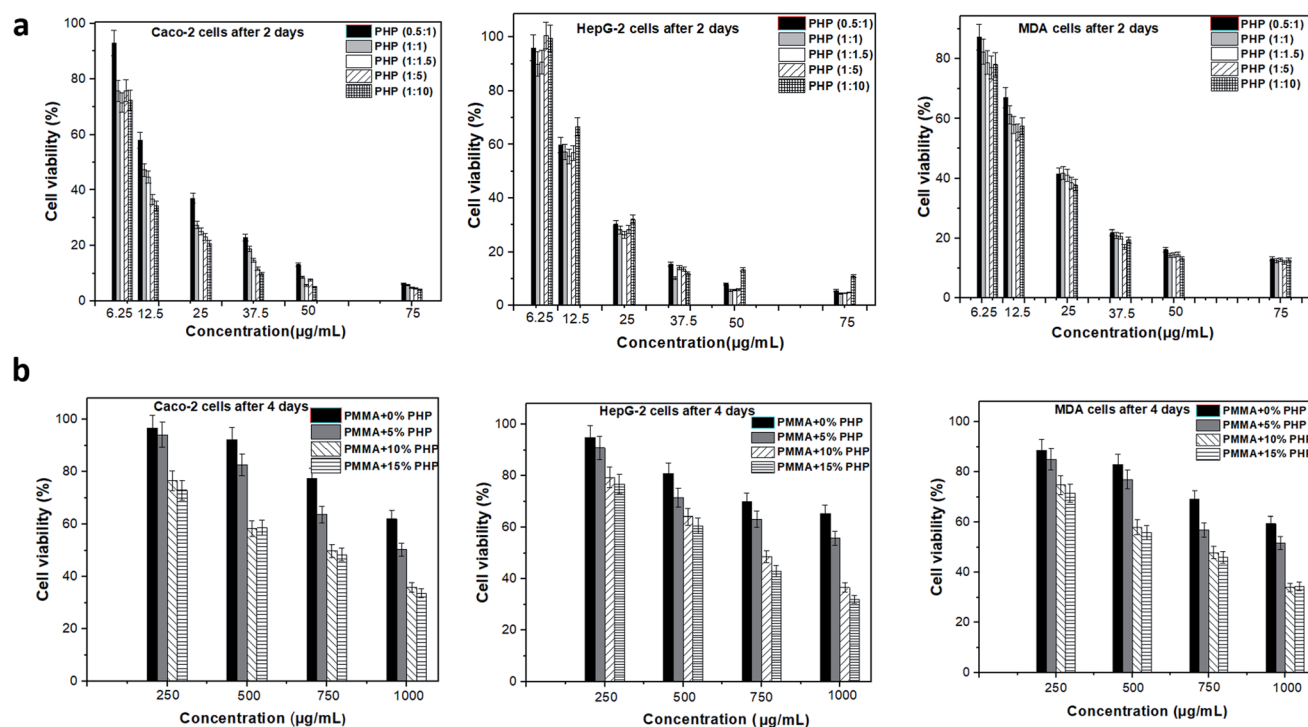 a
Caco-2 cells after 2 days
PHP (0.5:1)
PHP (1:1)
PHP (1:1.5)
PHP (1:5)
PHP (1:10)
Cell viability (%)
100
80
60
40
20
0
6.25 12.5 25 37.5 50 75
Concentration(µg/mL)
HepG-2 cells after 2 days
PHP (0.5:1)
PHP (1:1)
PHP (1:1.5)
PHP (1:5)
PHP (1:10)
Cell viability (%)
100
80
60
40
20
0
6.25 12.5 25 37.5 50 75
Concentration(µg/mL)
MDA cells after 2 days
PHP (0.5:1)
PHP (1:1)
PHP (1:1.5)
PHP (1:5)
PHP (1:10)
Cell viability (%)
80
60
40
20
0
6.25 12.5 25 37.5 50 75
Concentration(µg/mL)
b
Caco-2 cells after 4 days
PMMA+0% PHP
PMMA+5% PHP
PMMA+10% PHP
PMMA+15% PHP
Cell viability (%)
100
80
60
40
20
0
250 500 750 1000
Concentration (µg/mL)
HepG-2 cells after 4 days
PMMA+0% PHP
PMMA+5% PHP
PMMA+10% PHP
PMMA+15% PHP
Cell viability (%)
100
80
60
40
20
0
250 500 750 1000
Concentration (µg/mL)
MDA cells after 4 days
PMMA+0% PHP
PMMA+5% PHP
PMMA+10% PHP
PMMA+15% PHP
Cell viability (%)
100
80
60
40
20
0
250 500 750 1000
Concentration (µg/mL)